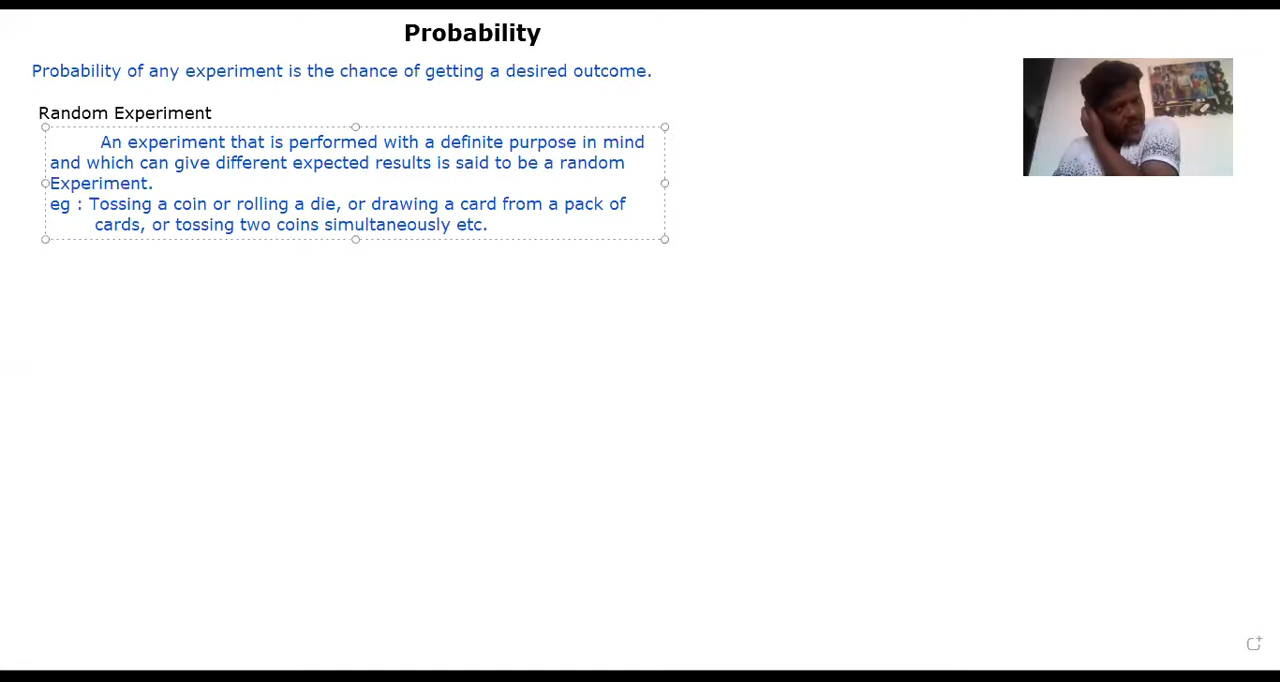 Probability
Probability of any experiment is the chance of getting a desired outcome.
Random Experiment
An experiment that is performed with a definite purpose in mind
and which can give different expected results is said to be a random
Experiment.
eg : Tossing a coin or rolling a die, or drawing a card from a pack of
cards, or tossing two coins simultaneously etc.